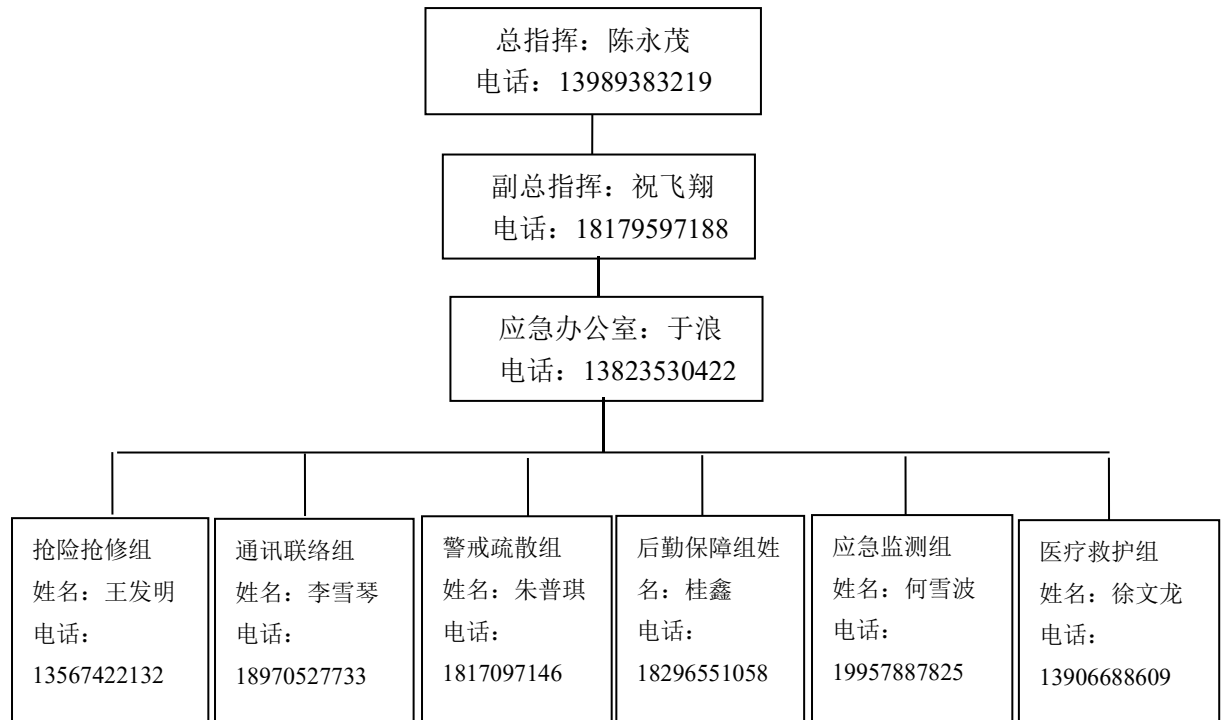 总指挥：陈永茂
电话：13989383219
副总指挥：祝飞翔
电话：18179597188
应急办公室：于浪
电话：13823530422
抢险抢修组
姓名：王发明
电话：
13567422132
通讯联络组
姓名：李雪琴
电话：
18970527733
警戒疏散组
姓名：朱普琪
电话：
1817097146
后勤保障组姓
名：桂鑫
电话：
18296551058
应急监测组
姓名：何雪波
电话：
19957887825
医疗救护组
姓名：徐文龙
电话：
13906688609